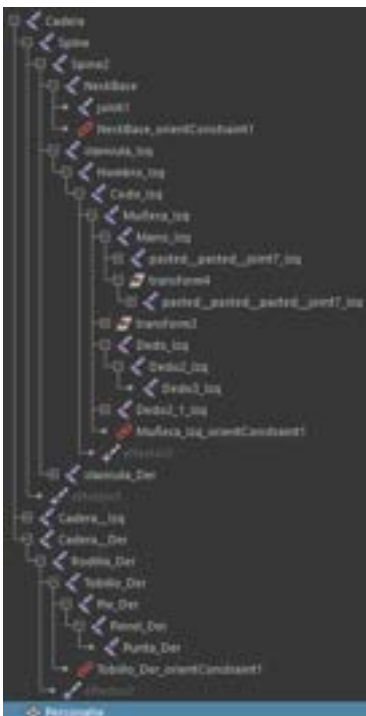 Cadera
Spine
Spine2
NeckBase
joint1
NeckBase_orientConstraint1
clavicula_Izq
Hombro_Izq
Codo_Izq
Muñeca_Izq
Mano_Izq
pasted__pasted__joint7_Izq
transform4
pasted__pasted__pasted__joint7_Izq
transform3
Dedo_Izq
Dedo2_Izq
Dedo3_Izq
Dedo2_1_Izq
Muñeca_Izq_orientConstraint1
clavicula_Der
Cadera__Izq
Cadera__Der
Rodilla_Der
Tobillo_Der
Pie_Der
Punta_Der
Tobillo_Der_orientConstraint1
Personaje